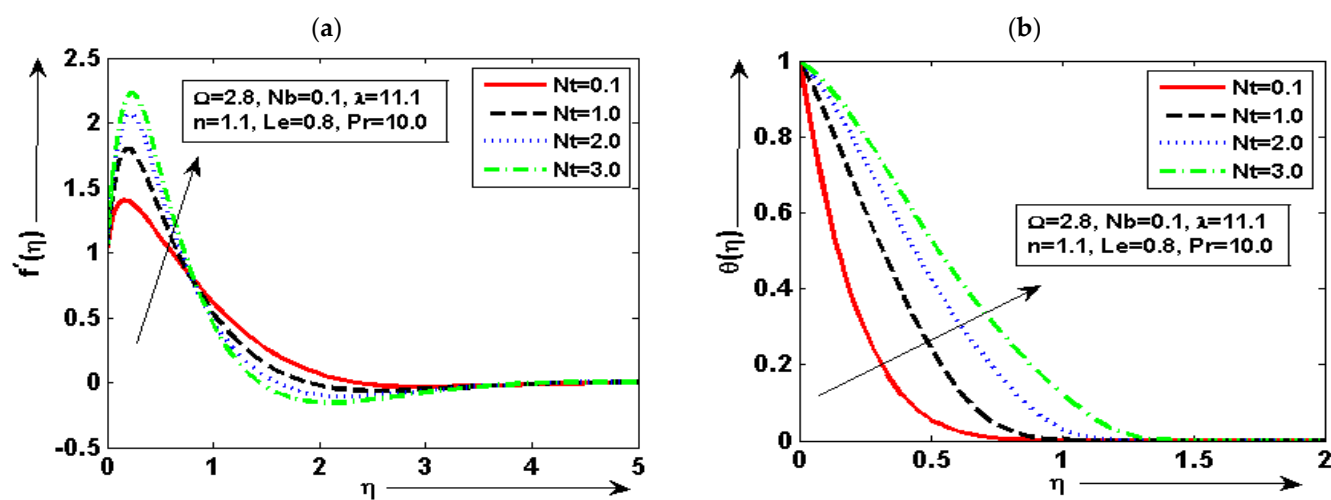 (a)
2.5
2
1.5
1
0.5
0
-0.5
f'(η)
Ω=2.8, Nb=0.1, λ=11.1
n=1.1, Le=0.8, Pr=10.0
Nt=0.1
Nt=1.0
Nt=2.0
Nt=3.0
0 1 2 3 4 5
η
(b)
1
0.8
0.6
0.4
0.2
0
θ(η)
Nt=0.1
Nt=1.0
Nt=2.0
Nt=3.0
Ω=2.8, Nb=0.1, λ=11.1
n=1.1, Le=0.8, Pr=10.0
0 0.5 1 1.5 2
η